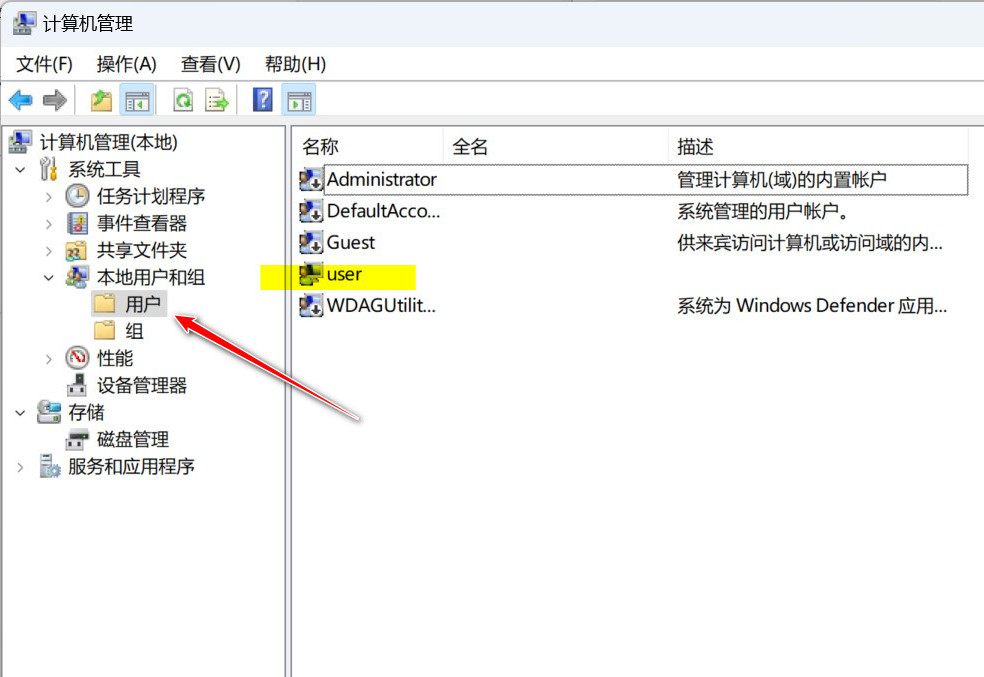 计算机管理
文件(F) 操作(A) 查看(V) 帮助(H)
计算机管理(本地)
系统工具
任务计划程序
事件查看器
共享文件夹
本地用户和组
用户
组
性能
设备管理器
存储
磁盘管理
服务和应用程序
名称 全名 描述
Administrator 管理计算机(域)的内置帐户
DefaultAcco... 系统管理的用户帐户。
Guest 供来宾访问计算机或访问域的内...
user
WDAGUtilit... 系统为 Windows Defender 应用...